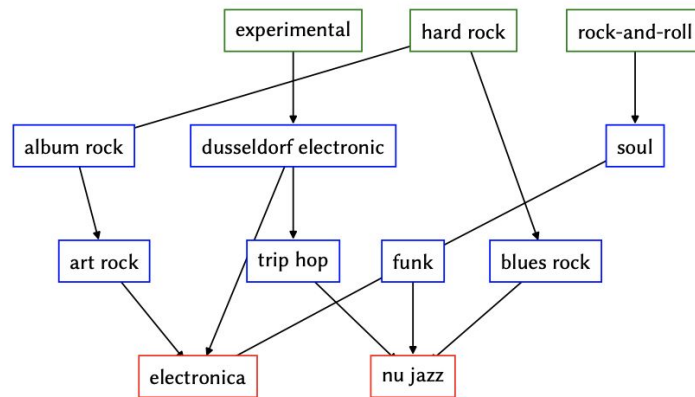 experimental
hard rock
rock-and-roll
album rock
dusseldorf electronic
soul
art rock
trip hop
funk
blues rock
electronica
nu jazz